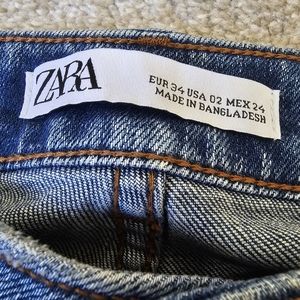 ZARA
EUR 34 USA 02 MEX 24
MADE IN BANGLADESH